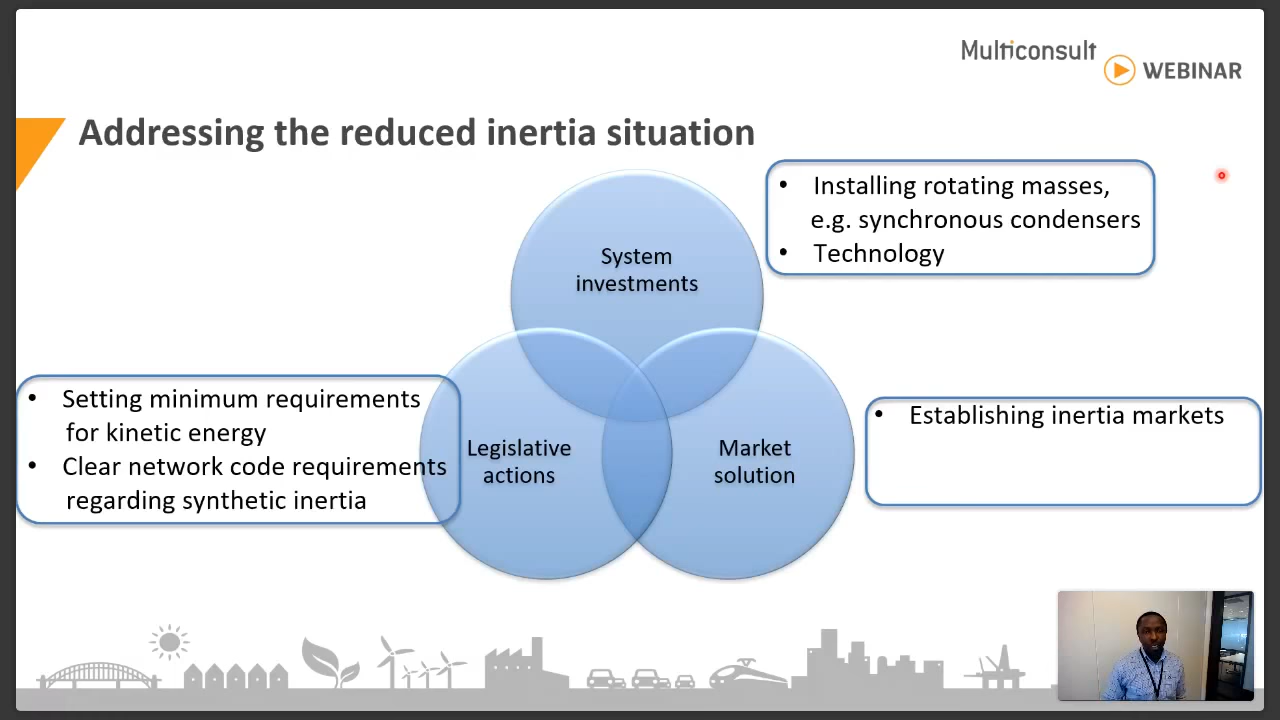 Multiconsult
WEBINAR
Addressing the reduced inertia situation
• Installing rotating masses,
e.g. synchronous condensers
• Technology
System
investments
• Setting minimum requirements
for kinetic energy
• Clear network code requirements
regarding synthetic inertia
Legislative
actions
Market
solution
• Establishing inertia markets